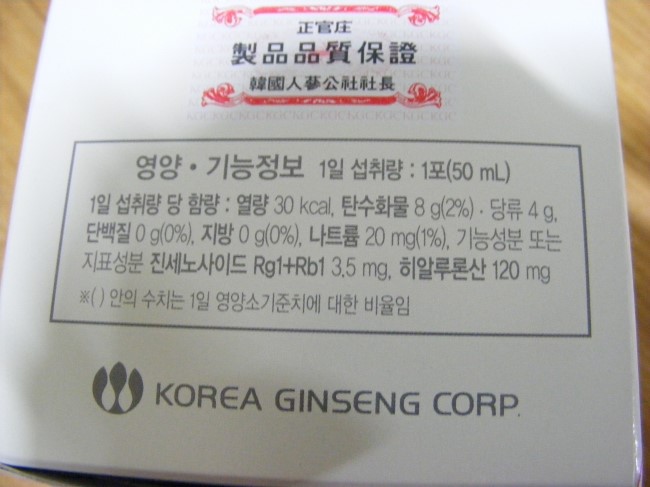 正官庄
製品品質保證
韓國人蔘公社社長
영양・기능정보 1일 섭취량 : 1포(50 mL)
1일 섭취량 당 함량 : 열량 30 kcal, 탄수화물 8 g(2%)・당류 4 g,
단백질 0 g(0%), 지방 0 g(0%), 나트륨 20 mg(1%), 기능성분 또는
지표성분 진세노사이드 Rg1+Rb1 3.5 mg, 히알루론산 120 mg
※( ) 안의 수치는 1일 영양소기준치에 대한 비율임
KOREA GINSENG CORP.